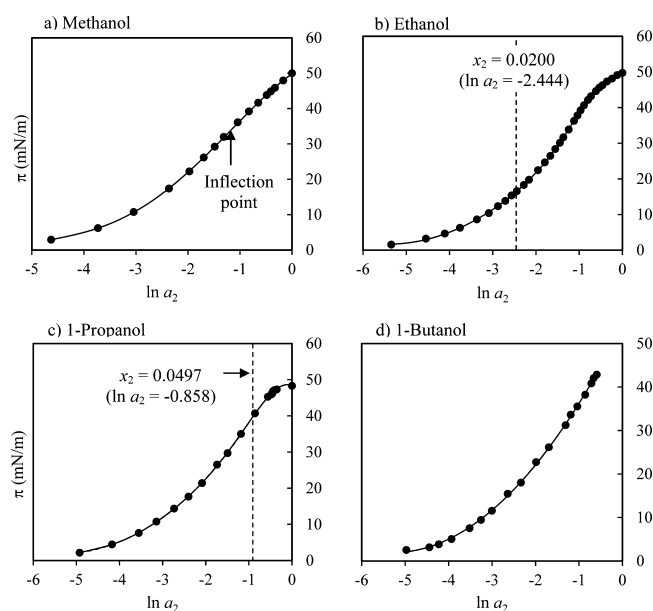 a) Methanol
60
50
40
30
20
10
0
π (mN/m)
Inflection
point
-5 -4 -3 -2 -1 0
ln a₂
b) Ethanol
60
50
40
30
20
10
0
x₂ = 0.0200
(ln a₂ = -2.444)
-6 -5 -4 -3 -2 -1 0
ln a₂
c) 1-Propanol
60
50
40
30
20
10
0
π (mN/m)
x₂ = 0.0497
(ln a₂ = -0.858)
-6 -5 -4 -3 -2 -1 0
ln a₂
d) 1-Butanol
50
40
30
20
10
0
-6 -5 -4 -3 -2 -1 0
ln a₂